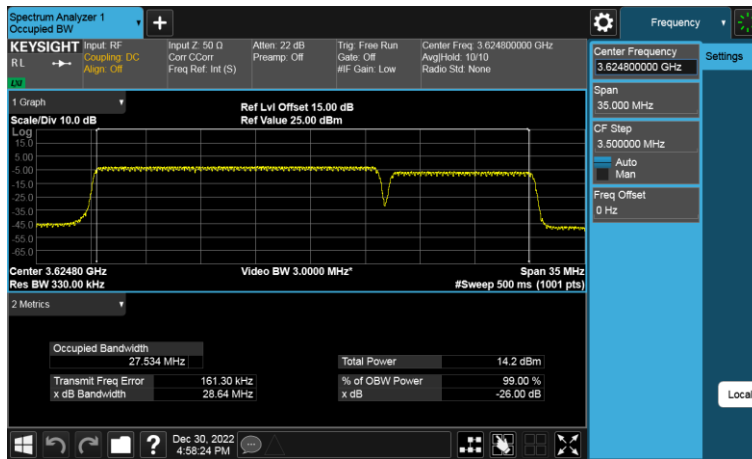 Spectrum Analyzer 1
Occupied BW
Frequency
KEYSIGHT
RL
Input: RF
Coupling: DC
Align: Off
Input Z: 50 Ω
Corr CCorr
Freq Ref: Int (S)
Atten: 22 dB
Preamp: Off
Trig: Free Run
Gate: Off
#IF Gain: Low
Center Freq: 3.624800000 GHz
Avg|Hold: 10/10
Radio Std: None
LXI
1 Graph
Scale/Div 10.0 dB
Ref Lvl Offset 15.00 dB
Ref Value 25.00 dBm
Log
15.0
5.00
-5.00
-15.0
-25.0
-35.0
-45.0
-55.0
-65.0
Center 3.62480 GHz
Res BW 330.00 kHz
Video BW 3.0000 MHz*
Span 35 MHz
#Sweep 500 ms (1001 pts)
2 Metrics
Occupied Bandwidth
27.534 MHz
Transmit Freq Error 161.30 kHz
x dB Bandwidth 28.64 MHz
Total Power 14.2 dBm
% of OBW Power 99.00 %
x dB -26.00 dB
Center Frequency
3.624800000 GHz
Span
35.000 MHz
CF Step
3.500000 MHz
Auto
Man
Freq Offset
0 Hz
Settings
Local
Dec 30, 2022
4:58:24 PM